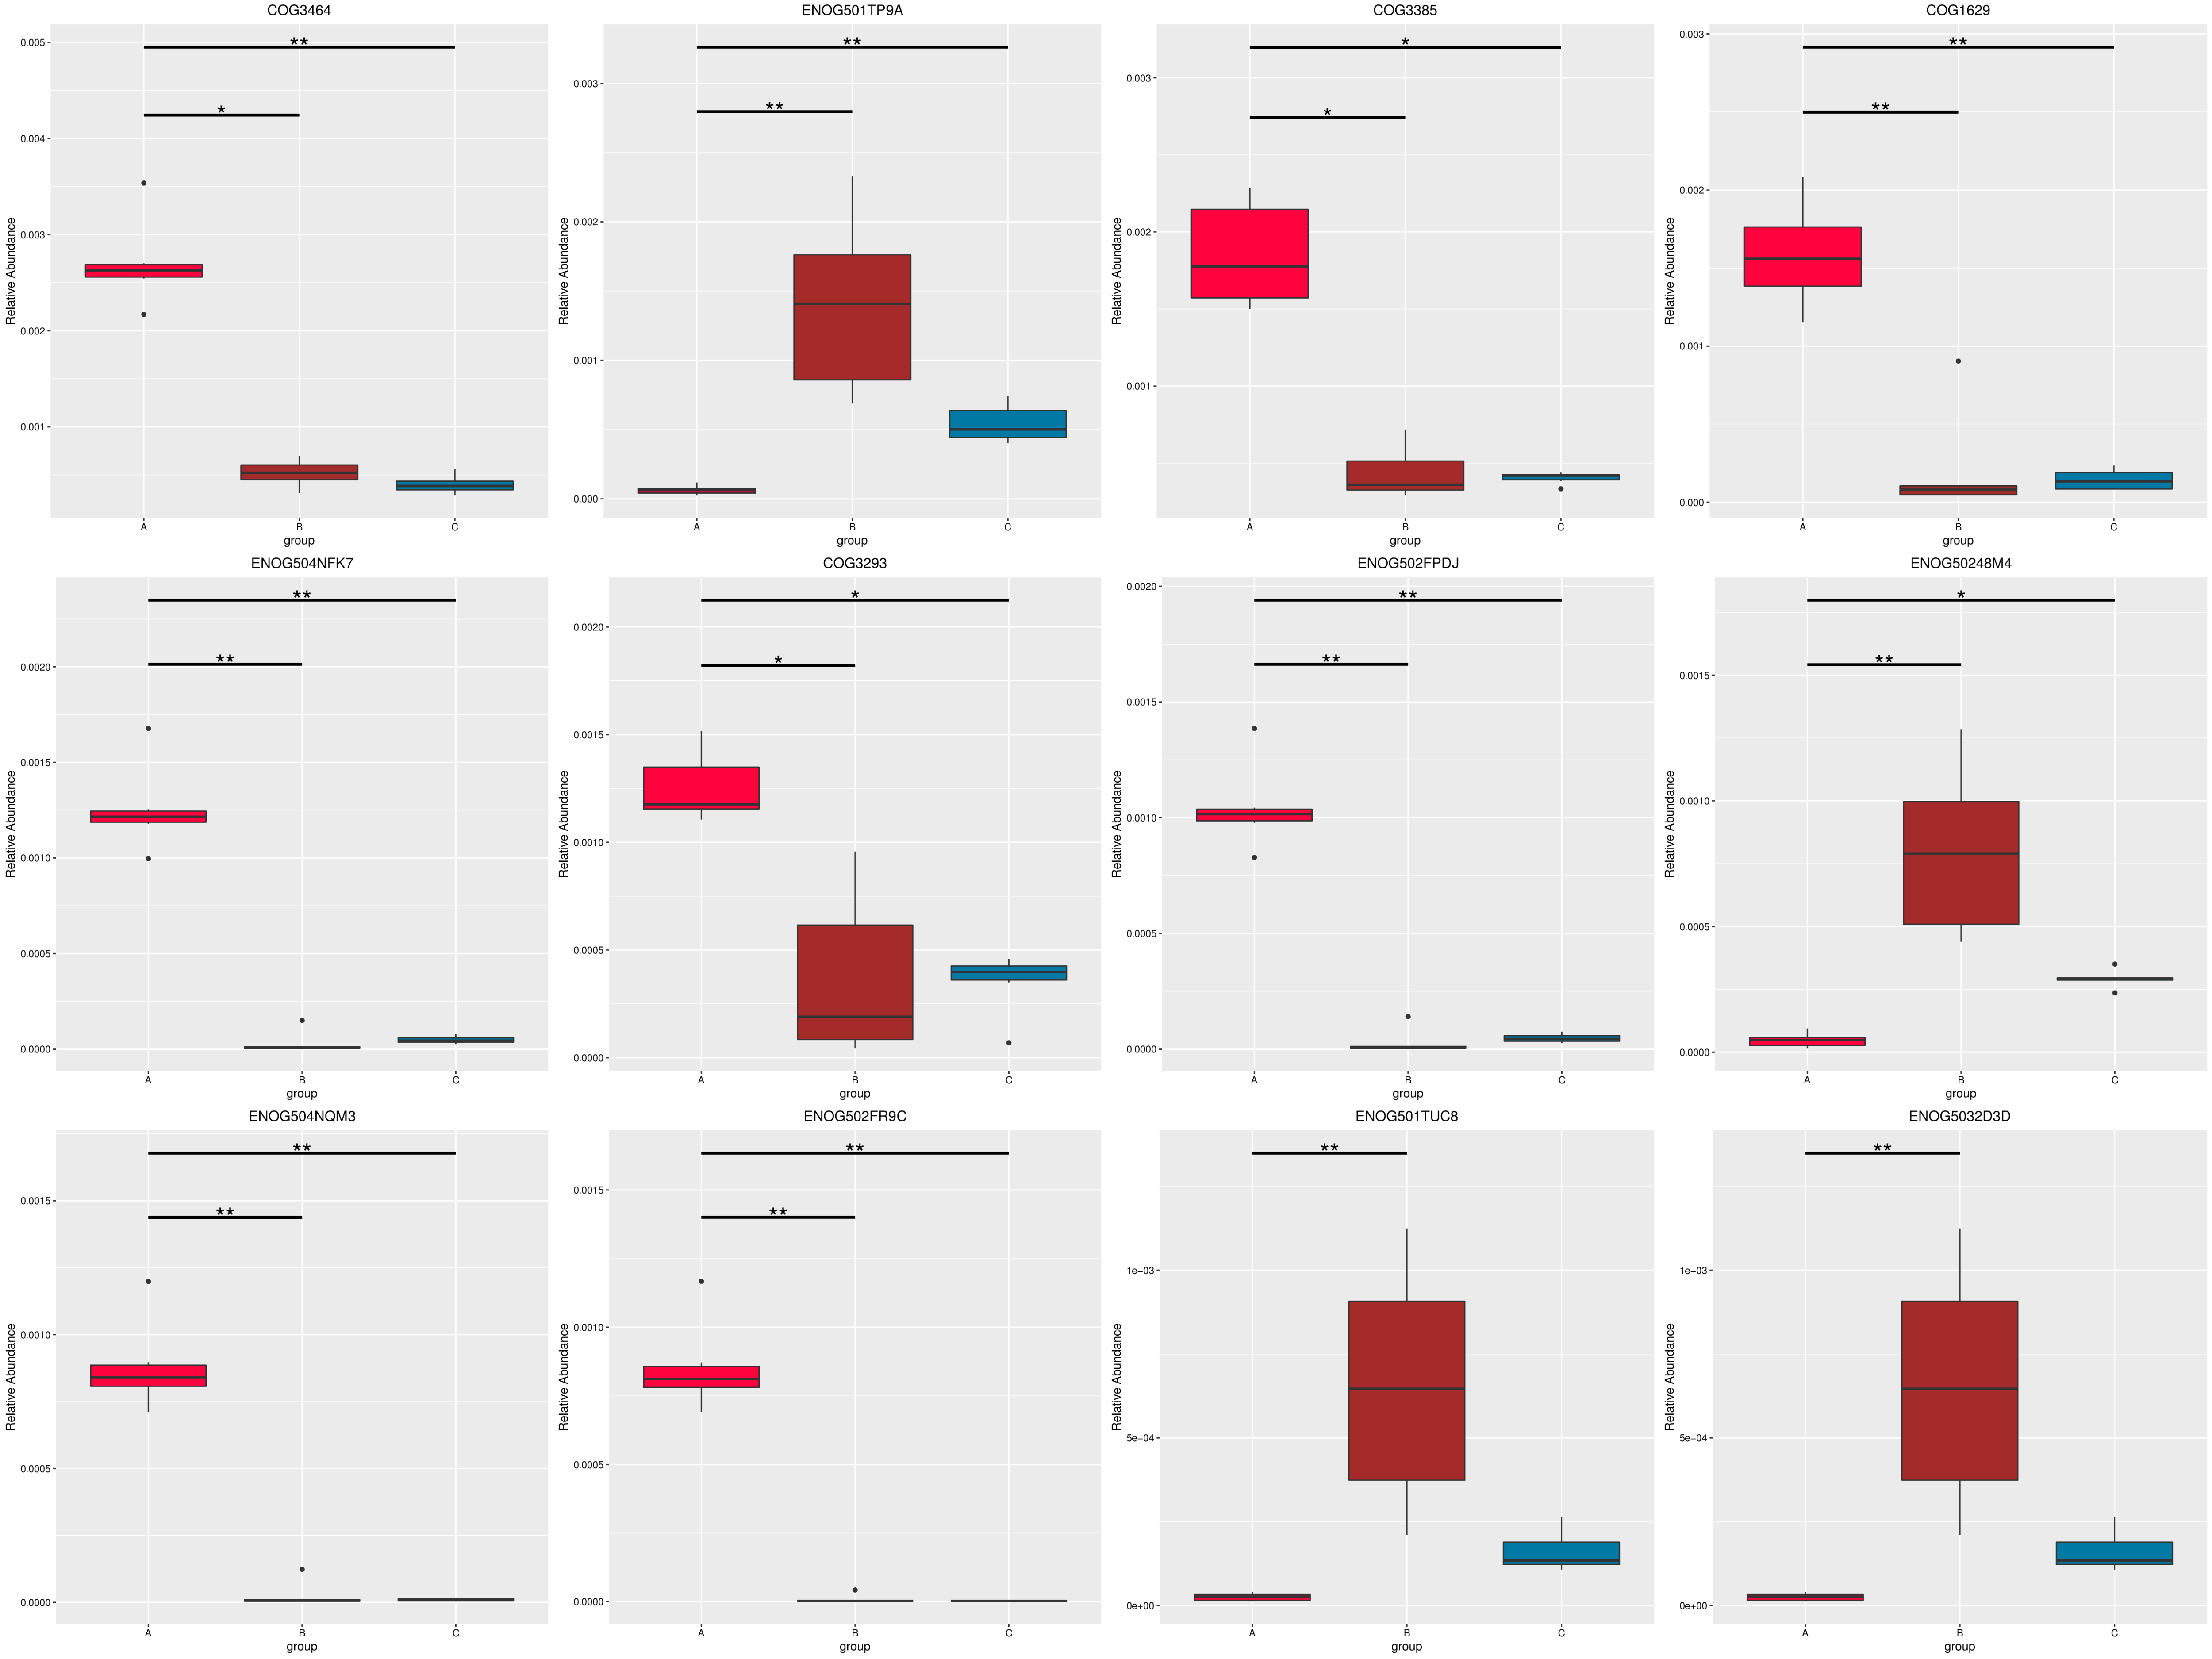 COG3464
**
*
0.005
0.004
0.003
0.002
0.001
Relative Abundance
A B C
group
ENOG501TP9A
**
**
0.003
0.002
0.001
0.000
Relative Abundance
A B C
group
COG3385
*
*
0.003
0.002
0.001
Relative Abundance
A B C
group
COG1629
**
**
0.003
0.002
0.001
0.000
Relative Abundance
A B C
group
ENOG504NFK7
**
**
0.0020
0.0015
0.0010
0.0005
0.0000
Relative Abundance
A B C
group
COG3293
*
*
0.0020
0.0015
0.0010
0.0005
0.0000
Relative Abundance
A B C
group
ENOG502FPDJ
**
**
0.0020
0.0015
0.0010
0.0005
0.0000
Relative Abundance
A B C
group
ENOG50248M4
*
**
0.0015
0.0010
0.0005
0.0000
Relative Abundance
A B C
group
ENOG504NQM3
**
**
0.0015
0.0010
0.0005
0.0000
Relative Abundance
A B C
group
ENOG502FR9C
**
**
0.0015
0.0010
0.0005
0.0000
Relative Abundance
A B C
group
ENOG501TUC8
**
1e−03
5e−04
0e+00
Relative Abundance
A B C
group
ENOG5032D3D
**
1e−03
5e−04
0e+00
Relative Abundance
A B C
group